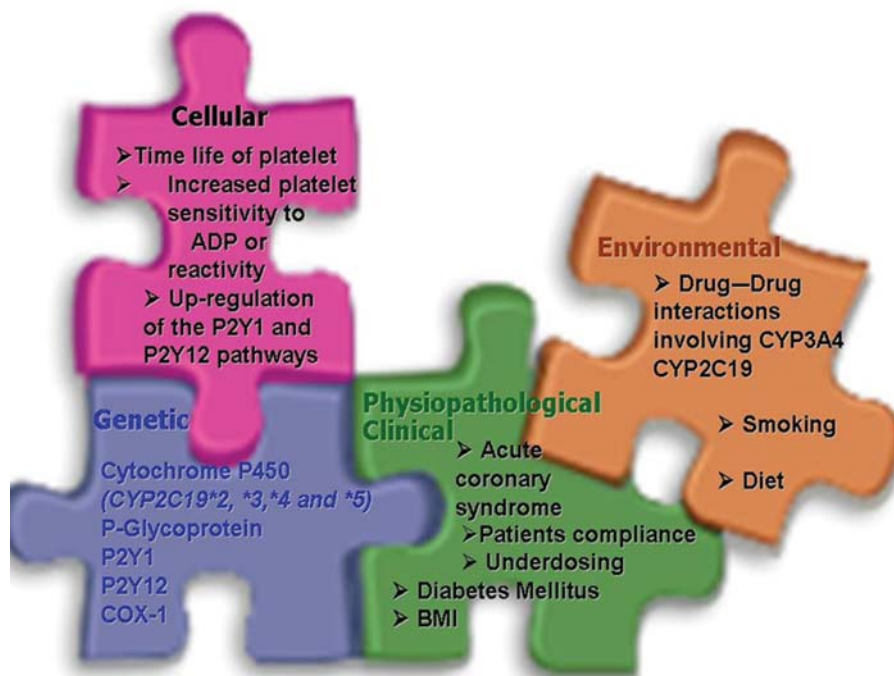 Cellular
➢Time life of platelet
➢ Increased platelet
sensitivity to
ADP or
reactivity
➢ Up-regulation
of the P2Y1 and
P2Y12 pathways
Environmental
➢ Drug—Drug
interactions
involving CYP3A4
CYP2C19
➢ Smoking
➢ Diet
Genetic
Cytochrome P450
(CYP2C19*2, *3,*4 and *5)
P-Glycoprotein
P2Y1
P2Y12
COX-1
Physiopathological
Clinical
➢ Acute
coronary
syndrome
➢Patients compliance
➢ Underdosing
➢ Diabetes Mellitus
➢ BMI